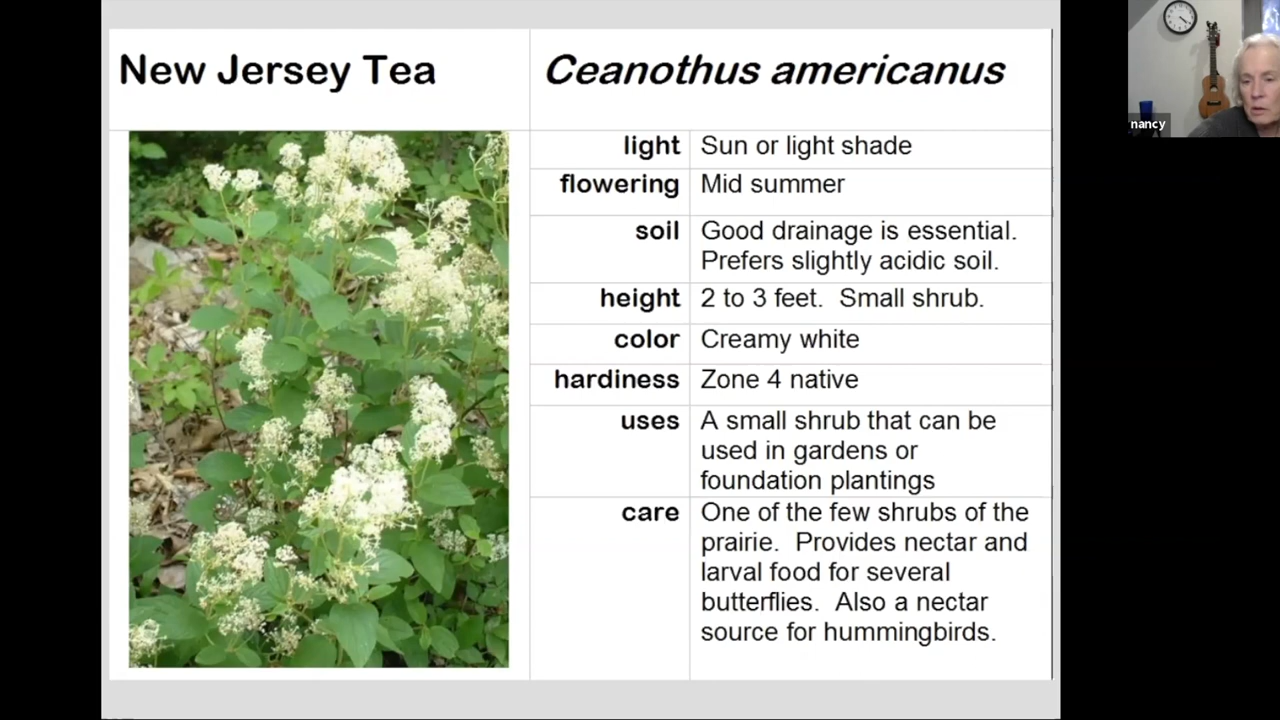 New Jersey Tea
Ceanothus americanus
light
Sun or light shade
flowering
Mid summer
soil
Good drainage is essential.
Prefers slightly acidic soil.
height
2 to 3 feet.  Small shrub.
color
Creamy white
hardiness
Zone 4 native
uses
A small shrub that can be
used in gardens or
foundation plantings
care
One of the few shrubs of the
prairie.  Provides nectar and
larval food for several
butterflies.  Also a nectar
source for hummingbirds.
nancy